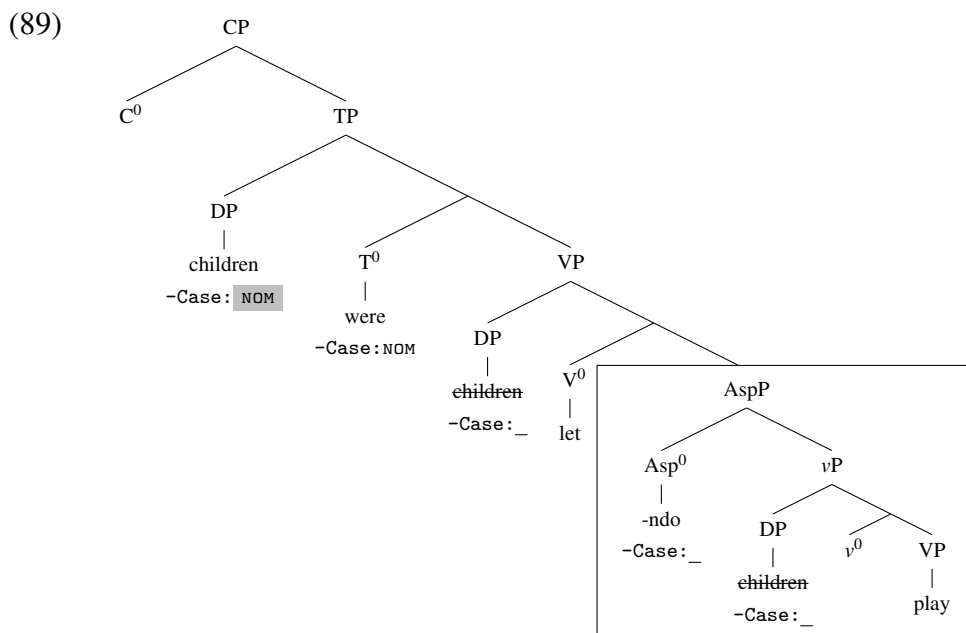 (89)
CP
C⁰ TP
DP
children
-Case: NOM
T⁰
were
-Case:NOM
VP
DP
~~children~~
-Case:_
V⁰
let
AspP
Asp⁰
-ndo
-Case:_
vP
DP
~~children~~
-Case:_
v⁰
VP
play